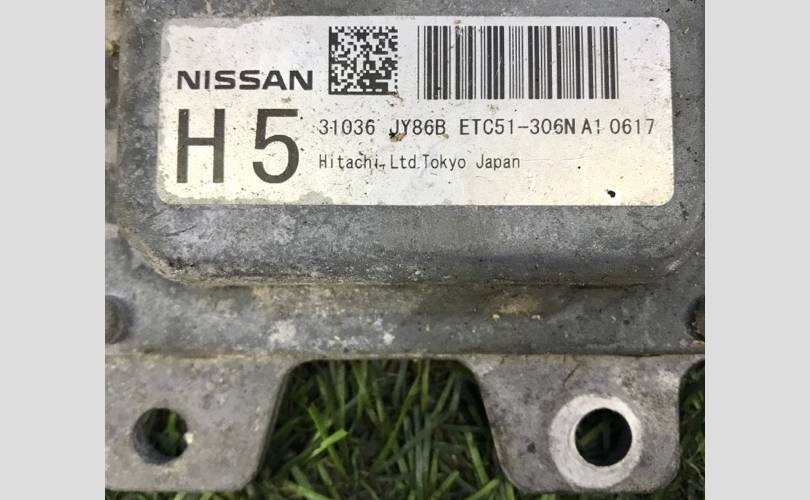 NISSAN
H5
31036 JY86B ETC51-306N A1 0617
Hitachi,Ltd.Tokyo Japan